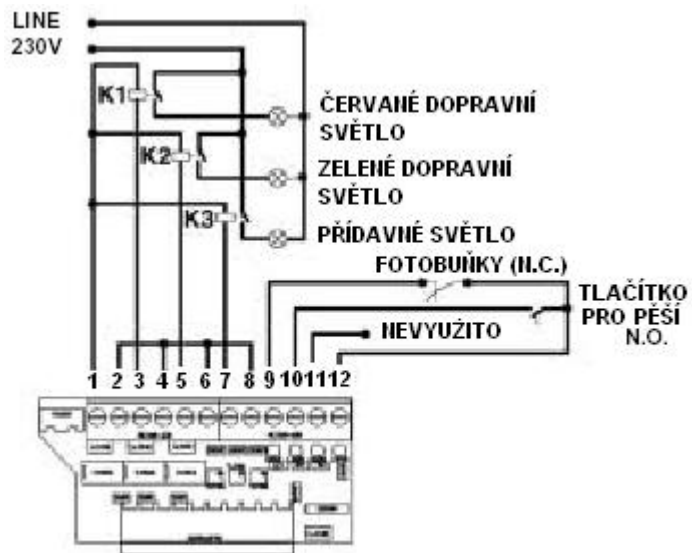 LINE
230V
K1
ČERVANÉ DOPRAVNÍ
SVĚTLO
K2
ZELENÉ DOPRAVNÍ
SVĚTLO
K3
PŘÍDAVNÉ SVĚTLO
FOTOBUŇKY (N.C.)
TLAČÍTKO
PRO PĚŠÍ
N.O.
NEVYUŽITO
1 2 3 4 5 6 7 8 9 10 11 12